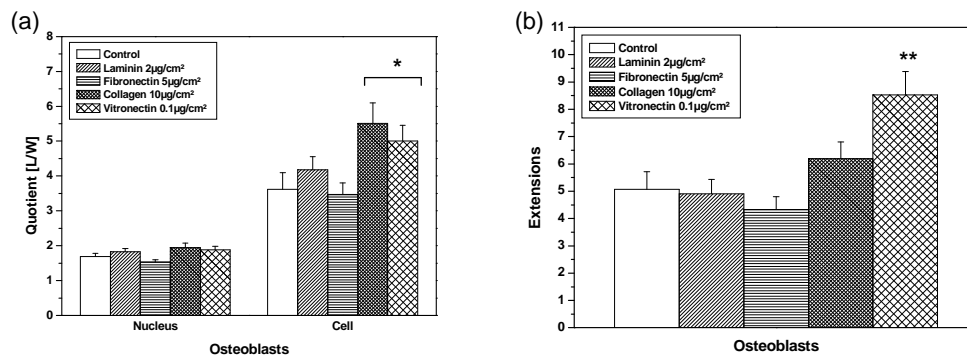 (a)
8
7
6
5
4
3
2
1
0
Quotient [L/W]
Control
Laminin 2µg/cm²
Fibronectin 5µg/cm²
Collagen 10µg/cm²
Vitronectin 0.1µg/cm²
*
Nucleus Cell
Osteoblasts
(b)
11
10
9
8
7
6
5
4
3
2
1
0
Extensions
Control
Laminin 2µg/cm²
Fibronectin 5µg/cm²
Collagen 10µg/cm²
Vitronectin 0.1µg/cm²
**
Osteoblasts